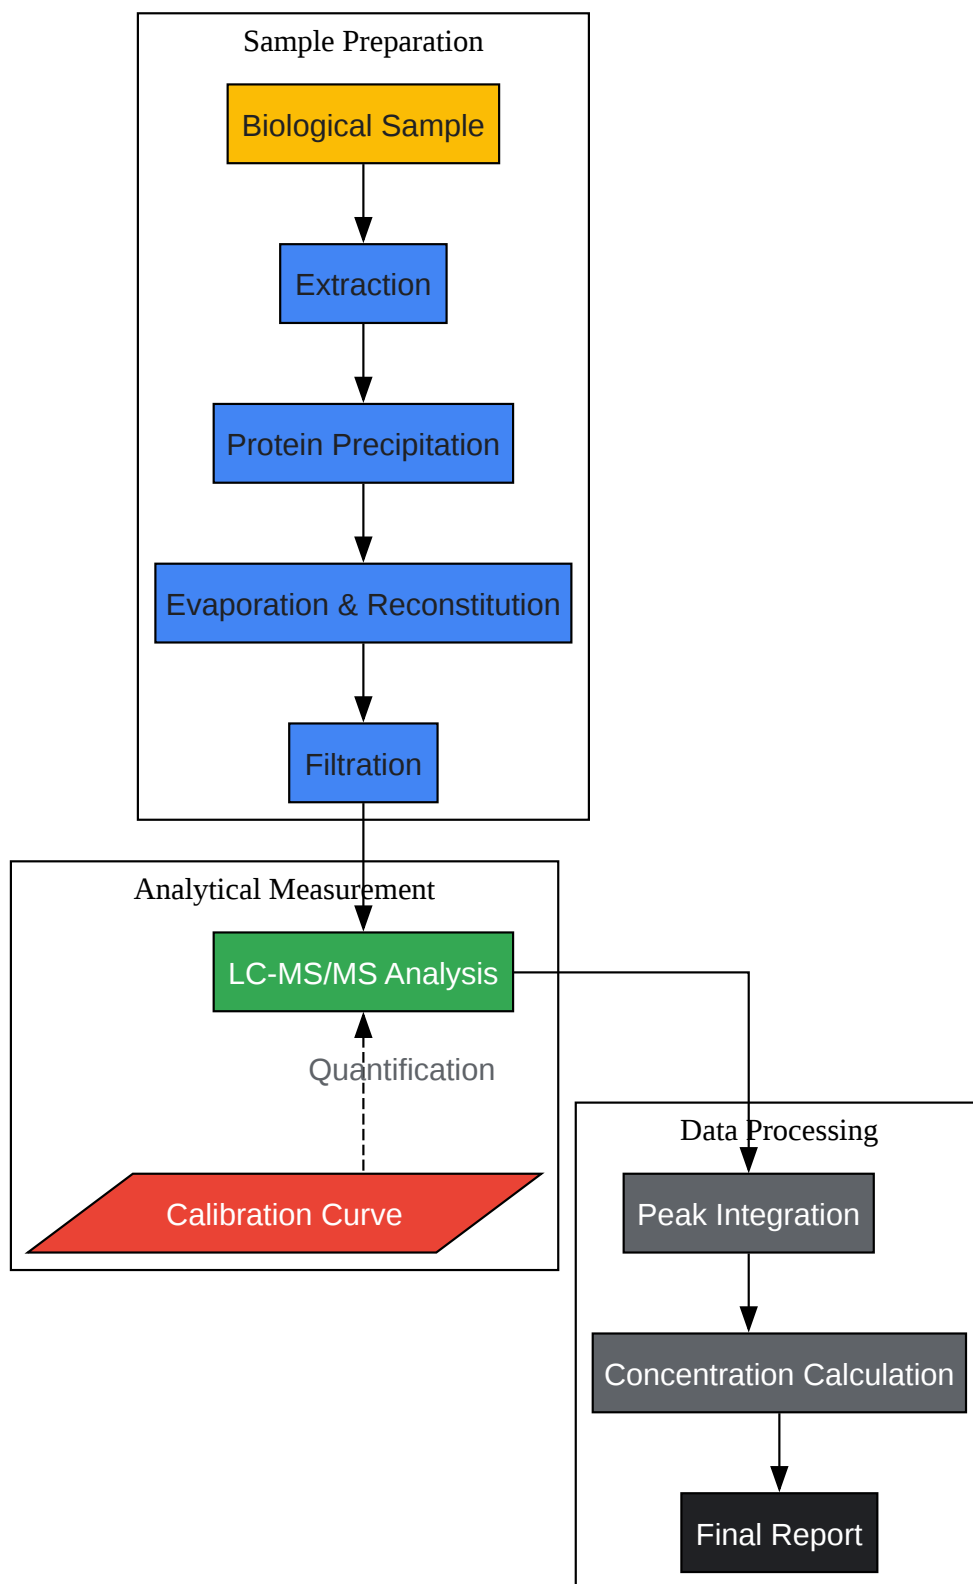 Sample Preparation
Biological Sample
Extraction
Protein Precipitation
Evaporation & Reconstitution
Filtration
Analytical Measurement
LC-MS/MS Analysis
Quantification
Calibration Curve
Data Processing
Peak Integration
Concentration Calculation
Final Report